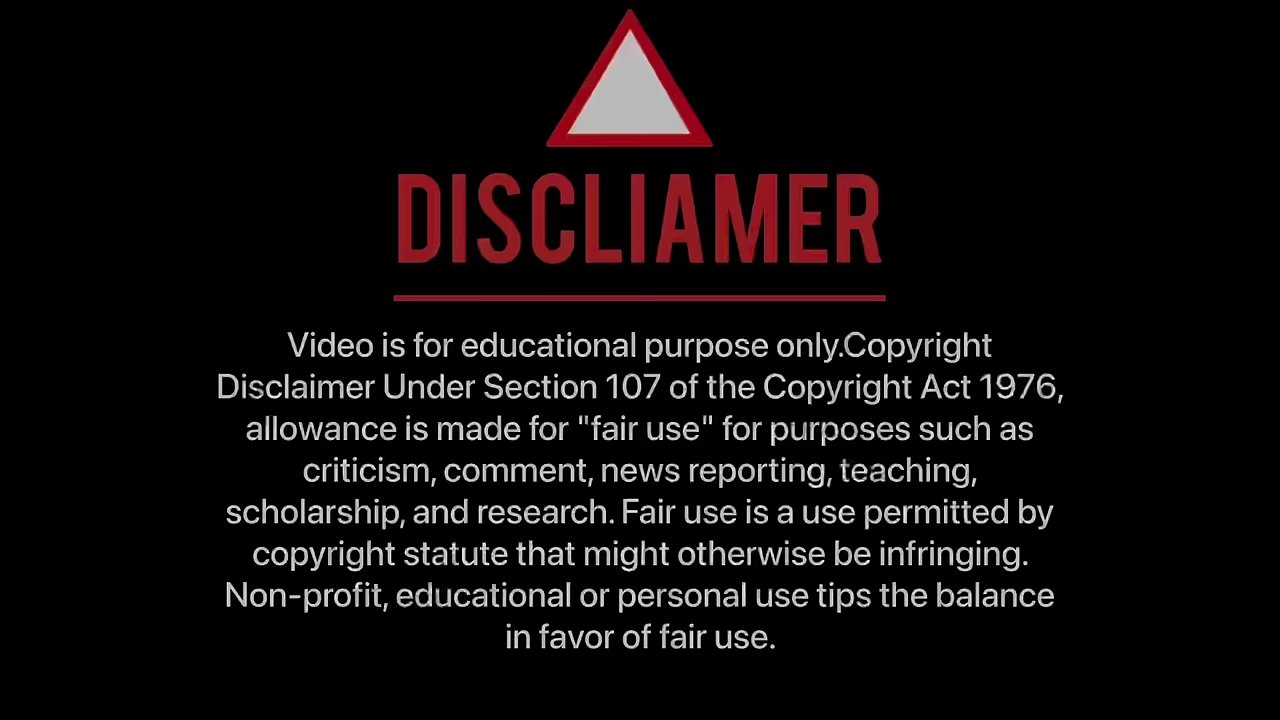 DISCLIAMER
Video is for educational purpose only.Copyright
Disclaimer Under Section 107 of the Copyright Act 1976,
allowance is made for "fair use" for purposes such as
criticism, comment, news reporting, teaching,
scholarship, and research. Fair use is a use permitted by
copyright statute that might otherwise be infringing.
Non-profit, educational or personal use tips the balance
in favor of fair use.